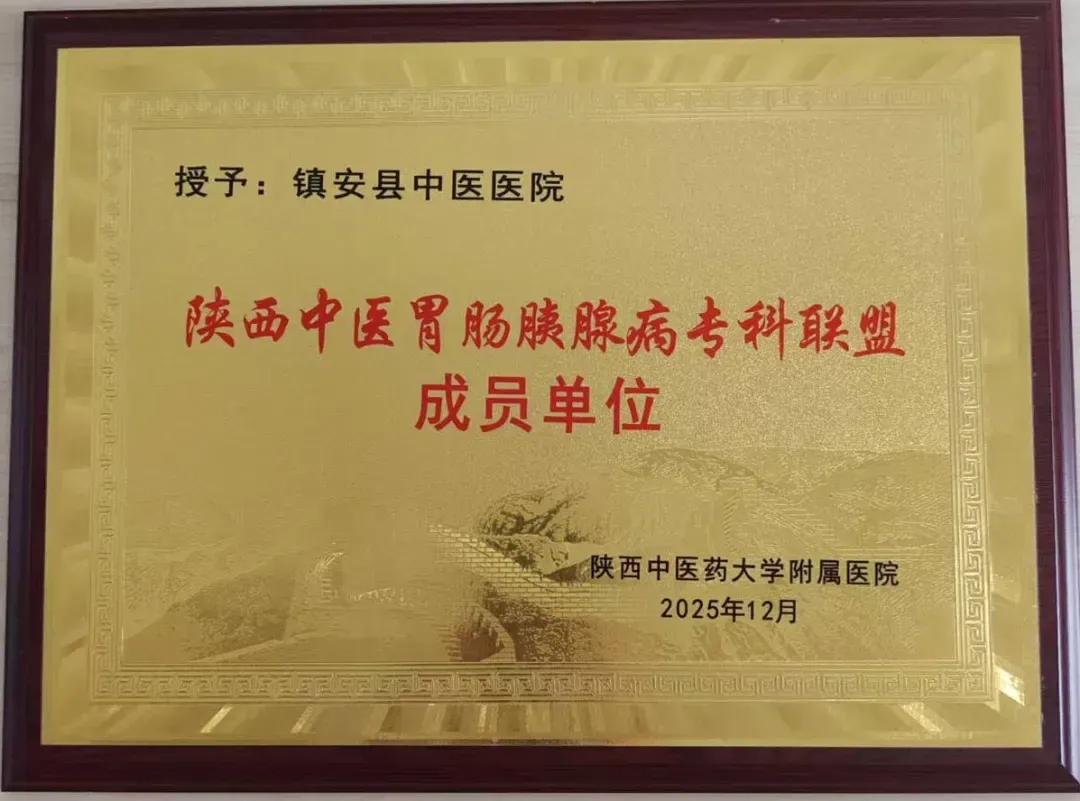 授予：镇安县中医医院
陕西中医胃肠胰腺病专科联盟
成员单位
陕西中医药大学附属医院
2025年12月